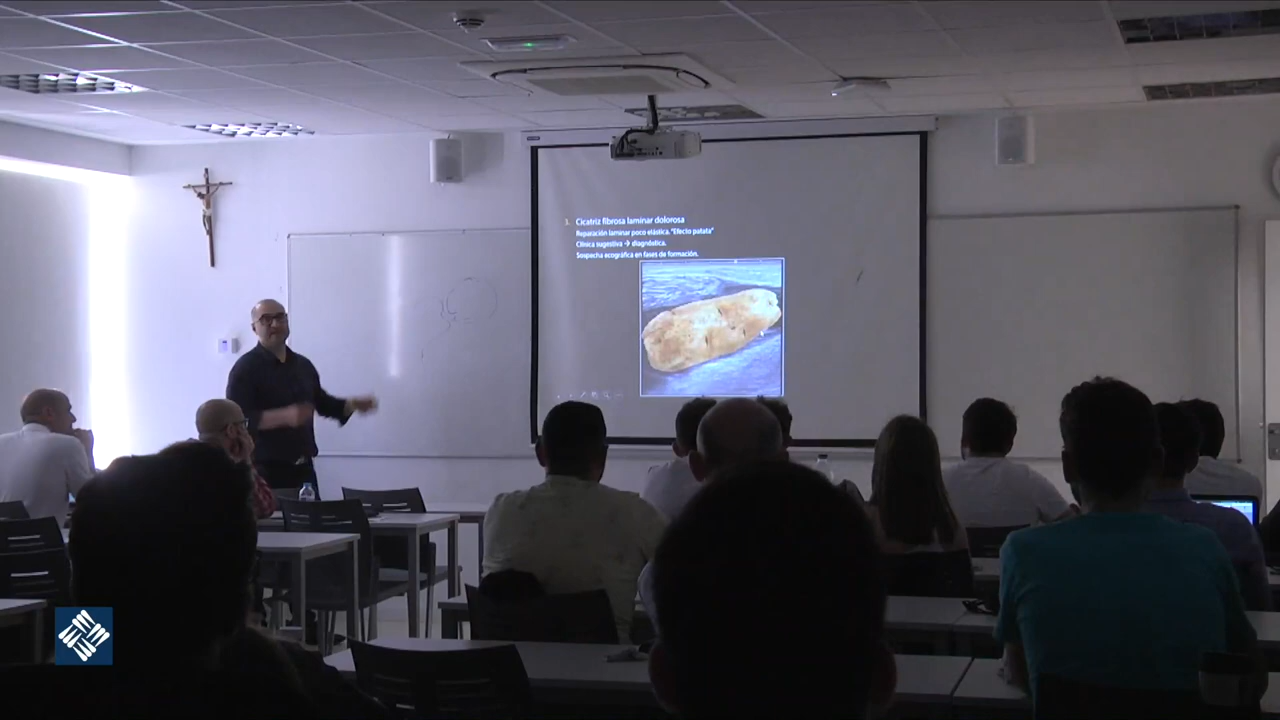 3. Cicatriz fibrosa laminar dolorosa
Reparación laminar poco elástica. "Efecto patata"
Clínica sugestiva → diagnóstica.
Sospecha ecográfica en fases de formación.